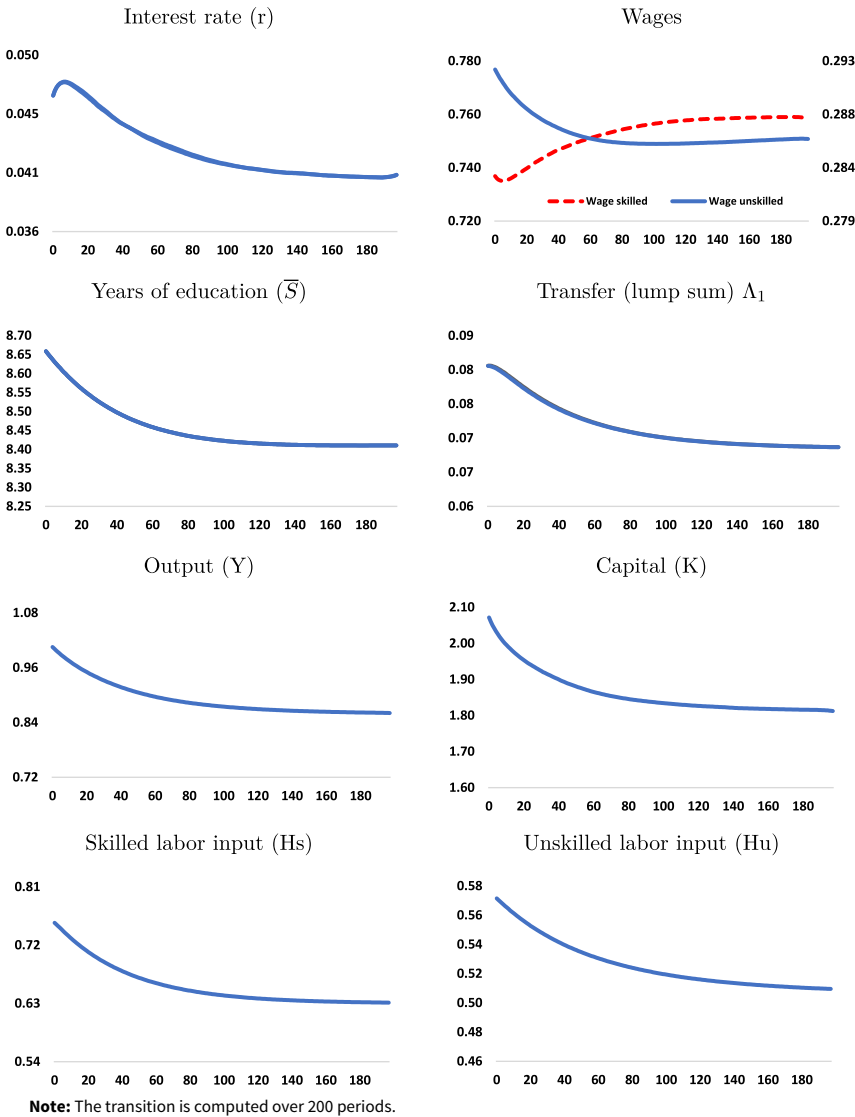 Interest rate (r)
0.050
0.045
0.041
0.036
0 20 40 60 80 100 120 140 160 180
Wages
0.780
0.760
0.740
0.720
0.293
0.288
0.284
0.279
Wage skilled
Wage unskilled
0 20 40 60 80 100 120 140 160 180
Years of education (S̅)
8.70
8.65
8.60
8.55
8.50
8.45
8.40
8.35
8.30
8.25
0 20 40 60 80 100 120 140 160 180
Transfer (lump sum) Λ₁
0.09
0.08
0.08
0.07
0.07
0.06
0 20 40 60 80 100 120 140 160 180
Output (Y)
1.08
0.96
0.84
0.72
0 20 40 60 80 100 120 140 160 180
Capital (K)
2.10
2.00
1.90
1.80
1.70
1.60
0 20 40 60 80 100 120 140 160 180
Skilled labor input (Hs)
0.81
0.72
0.63
0.54
0 20 40 60 80 100 120 140 160 180
Unskilled labor input (Hu)
0.58
0.56
0.54
0.52
0.50
0.48
0.46
0 20 40 60 80 100 120 140 160 180
Note: The transition is computed over 200 periods.